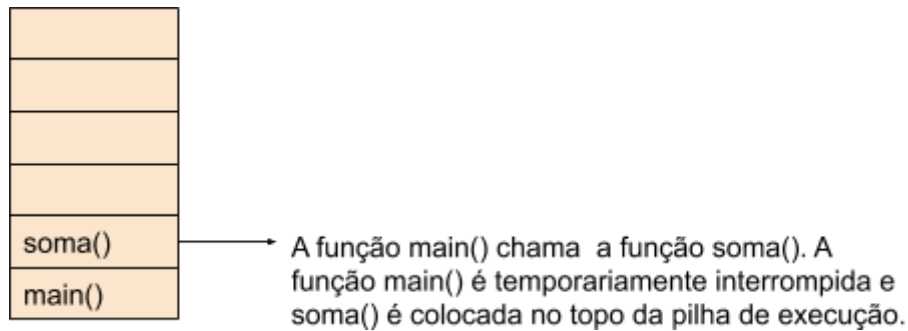 soma()
main()
A função main() chama a função soma(). A
função main() é temporariamente interrompida e
soma() é colocada no topo da pilha de execução.